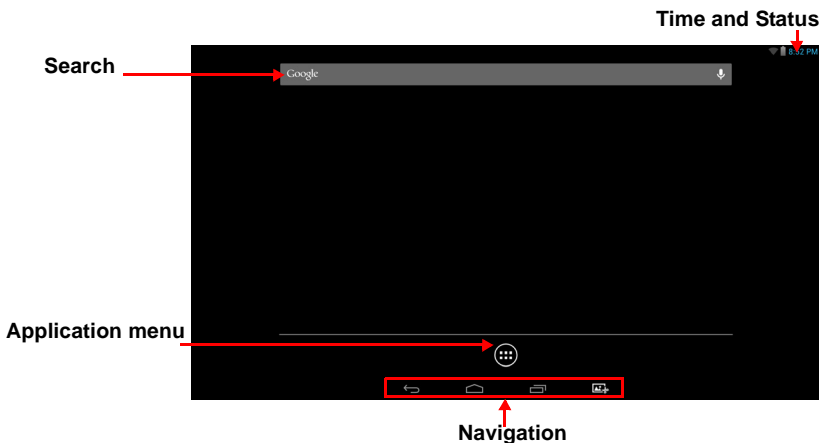 Time and Status
8:52 PM
Search
Google
Application menu
Navigation